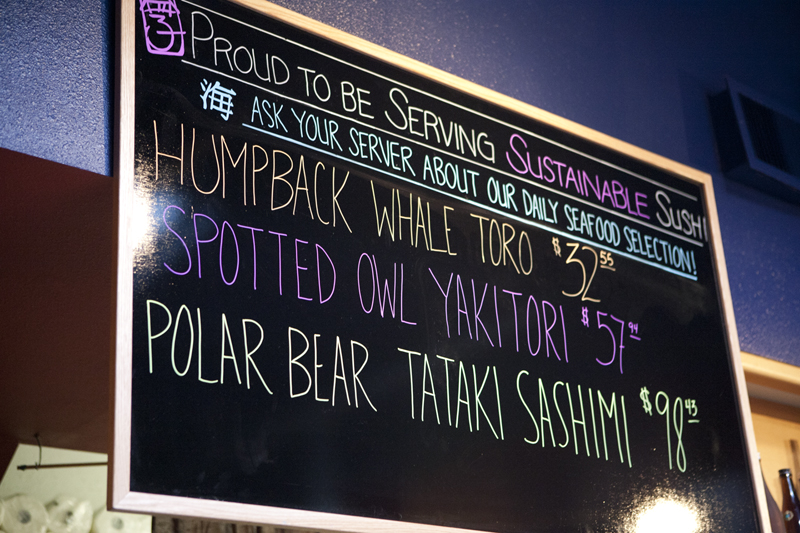 PROUD TO BE SERVING SUSTAINABLE SUSHI
海 ASK YOUR SERVER ABOUT OUR DAILY SEAFOOD SELECTION!
HUMPBACK WHALE TORO $32.55
SPOTTED OWL YAKITORI $57.94
POLAR BEAR TATAKI SASHIMI $98.43